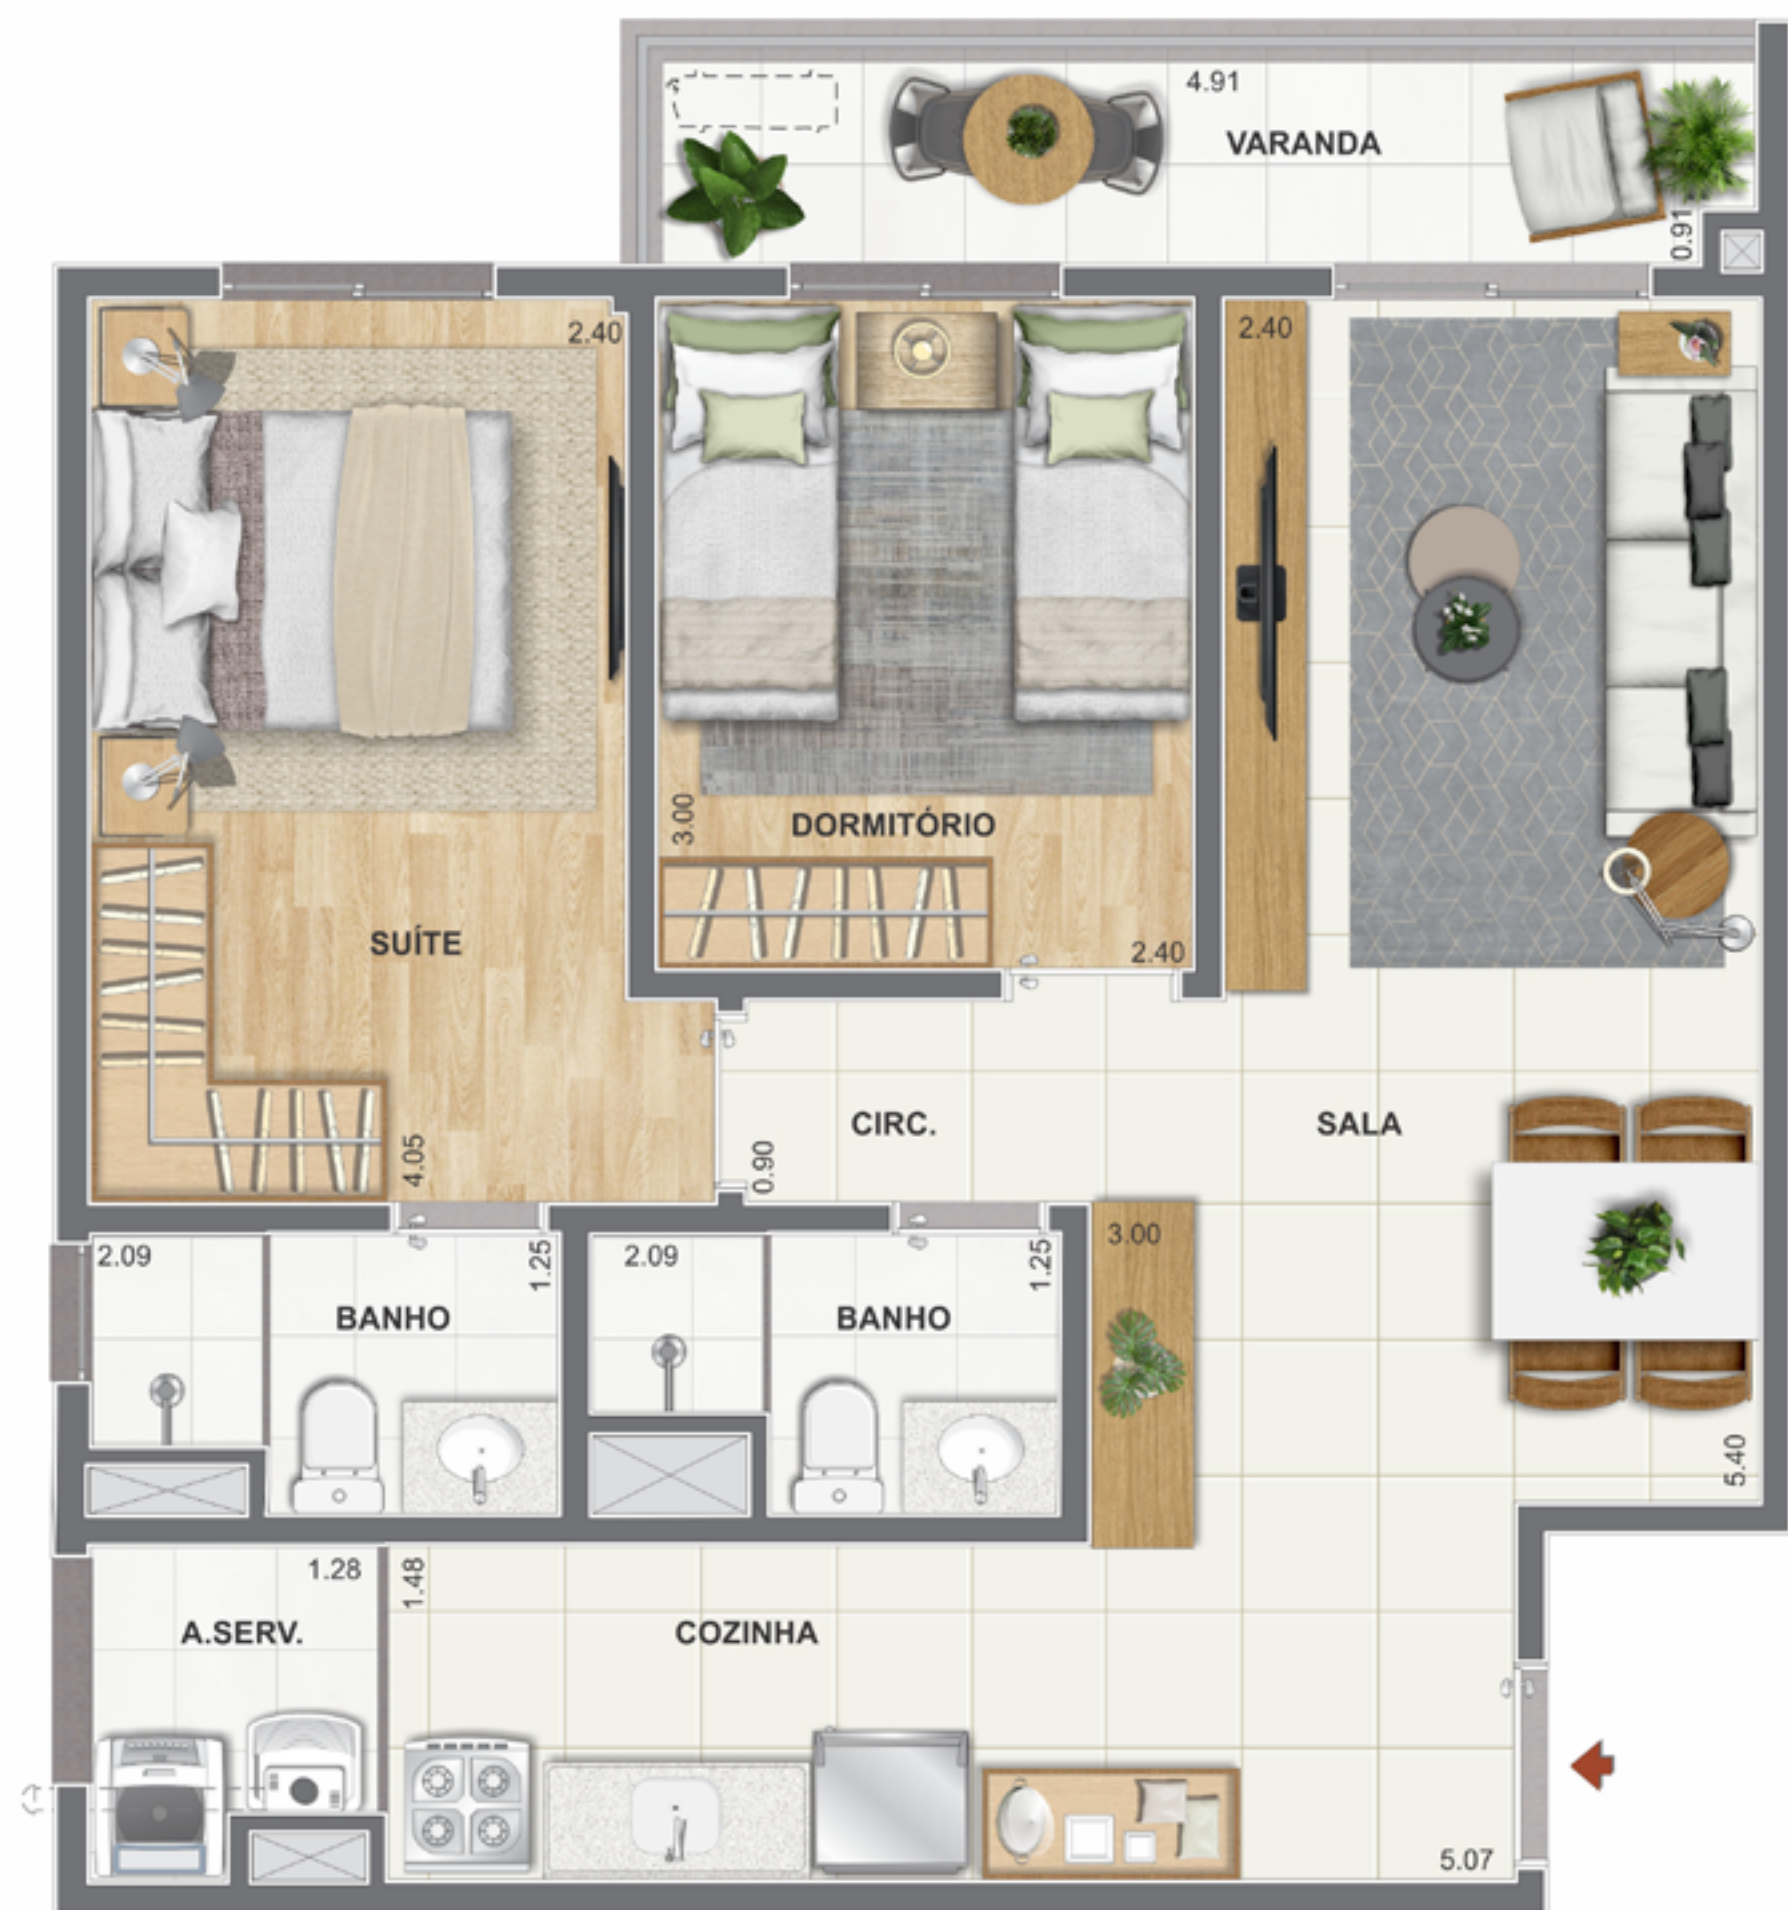 4.91
VARANDA
0.91
2.40
2.40
3.00
DORMITÓRIO
SUÍTE
2.40
4.05
CIRC.
0.90
SALA
2.09
1.25
BANHO
2.09
1.25
BANHO
3.00
5.40
1.28
1.48
A.SERV.
COZINHA
5.07